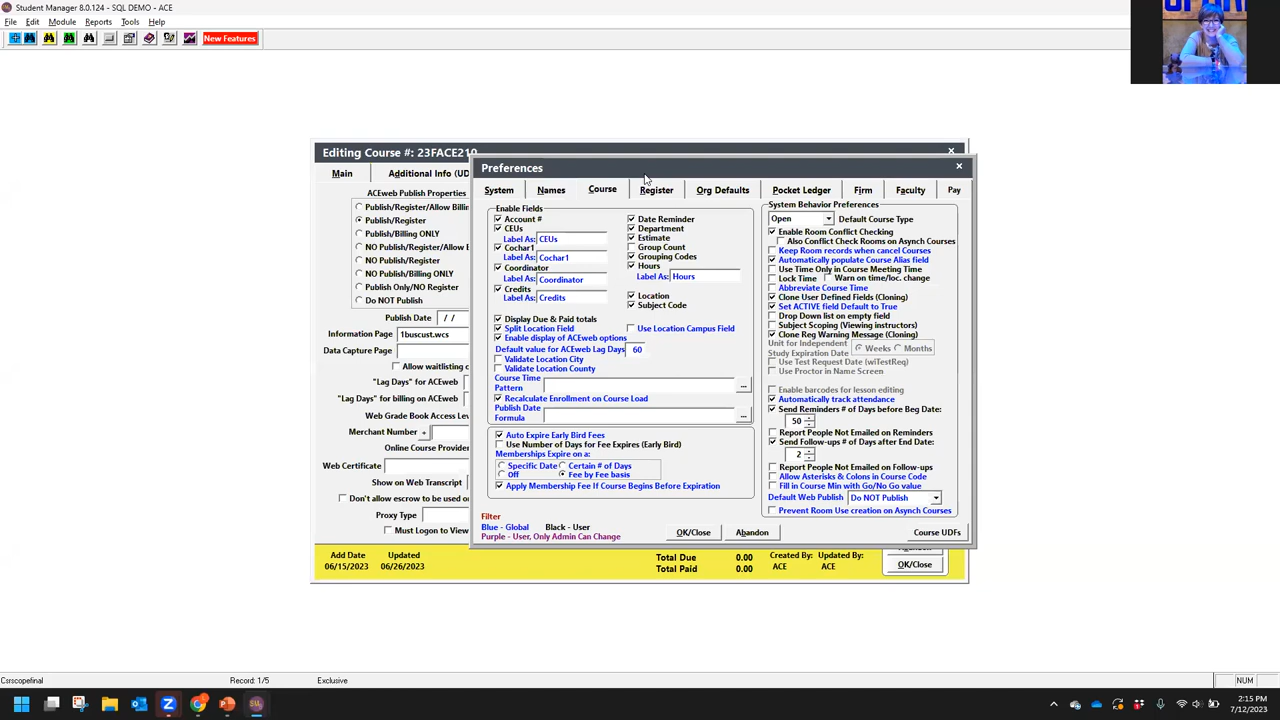 Student Manager 8.0.124 - SQL DEMO - ACE
File Edit Module Reports Tools Help
New Features
Editing Course #: 23FACE210
Main Additional Info (UD
ACEweb Publish Properties
Publish/Register/Allow Billin
Publish/Register
Publish/Billing ONLY
NO Publish/Register/Allow B
NO Publish/Register
NO Publish/Billing ONLY
Publish Only/NO Register
Do NOT Publish
Publish Date / /
Information Page 1buscust.wcs
Data Capture Page
Allow waitlisting c
"Lag Days" for ACEweb
"Lag Days" for billing on ACEweb
Web Grade Book Access Leve
Merchant Number +
Online Course Provider
Web Certificate
Show on Web Transcript
Don't allow escrow to be used or
Proxy Type
Must Logon to View
Add Date Updated
06/15/2023 06/26/2023
ACE ACE
Total Due 0.00
Total Paid 0.00
Created By: Updated By:
OK/Close
Preferences
System Names Course Register Org Defaults Pocket Ledger Firm Faculty Pay
Enable Fields
Account #
CEUs
Label As: CEUs
Cochar1
Label As: Cochar1
Coordinator
Label As: Coordinator
Credits
Label As: Credits
Date Reminder
Department
Estimate
Group Count
Grouping Codes
Hours
Label As: Hours
Location
Subject Code
Display Due & Paid totals
Split Location Field
Use Location Campus Field
Enable display of ACEweb options
Default value for ACEweb Lag Days 60
Validate Location City
Validate Location County
Course Time
Pattern ...
Recalculate Enrollment on Course Load
Publish Date
Formula ...
Auto Expire Early Bird Fees
Use Number of Days for Fee Expires (Early Bird)
Memberships Expire on a:
Specific Date Certain # of Days
Off Fee by Fee basis
Apply Membership Fee If Course Begins Before Expiration
Filter
Blue - Global Black - User
Purple - User, Only Admin Can Change
OK/Close Abandon
System Behavior Preferences
Open Default Course Type
Enable Room Conflict Checking
Also Conflict Check Rooms on Asynch Courses
Keep Room records when cancel Courses
Automatically populate Course Alias field
Use Time Only in Course Meeting Time
Lock Time Warn on time/loc. change
Abbreviate Course Time
Clone User Defined Fields (Cloning)
Set ACTIVE field Default to True
Drop Down list on empty field
Subject Scoping (Viewing instructors)
Clone Reg Warning Message (Cloning)
Unit for Independent
Study Expiration Date Weeks Months
Use Test Request Date (wiTestReq)
Use Proctor in Name Screen
Enable barcodes for lesson editing
Automatically track attendance
Send Reminders # of Days before Beg Date:
50
Report People Not Emailed on Reminders
Send Follow-ups # of Days after End Date:
2
Report People Not Emailed on Follow-ups
Allow Asterisks & Colons in Course Code
Fill in Course Min with Go/No Go value
Default Web Publish Do NOT Publish
Prevent Room Use creation on Asynch Courses
Course UDFs
Csrscopefinal Record: 1/5 Exclusive NUM
2:15 PM
7/12/2023